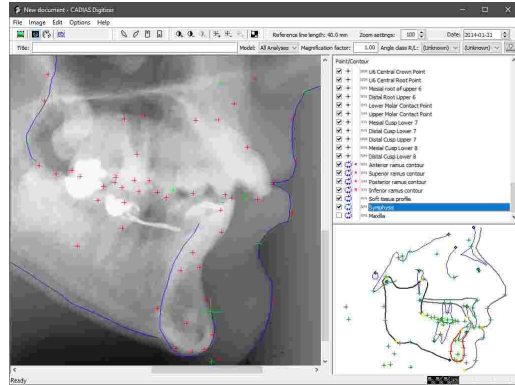 New document - CADIAS Digitizer
File Image Edit Options Help
Reference line length: 40.0 mm Zoom settings: 100 Date: 2014-03-31
Title: Model: All Analyses Magnification factor: 1.00 Angle class R/L: (Unknown) (Unknown)
Point/Contour
U6 Central Crown Point
U6 Central Root Point
Mesial root of upper 6
Distal Root Upper 6
Lower Molar Contact Point
Upper Molar Contact Point
Mesial Cusp Lower 7
Distal Cusp Lower 7
Distal Cusp Upper 7
Mesial Cusp Lower 8
Distal Cusp Lower 8
Anterior ramus contour
Superior ramus contour
Posterior ramus contour
Inferior ramus contour
Soft tissue profile
Symphysis
Maxilla
Ready